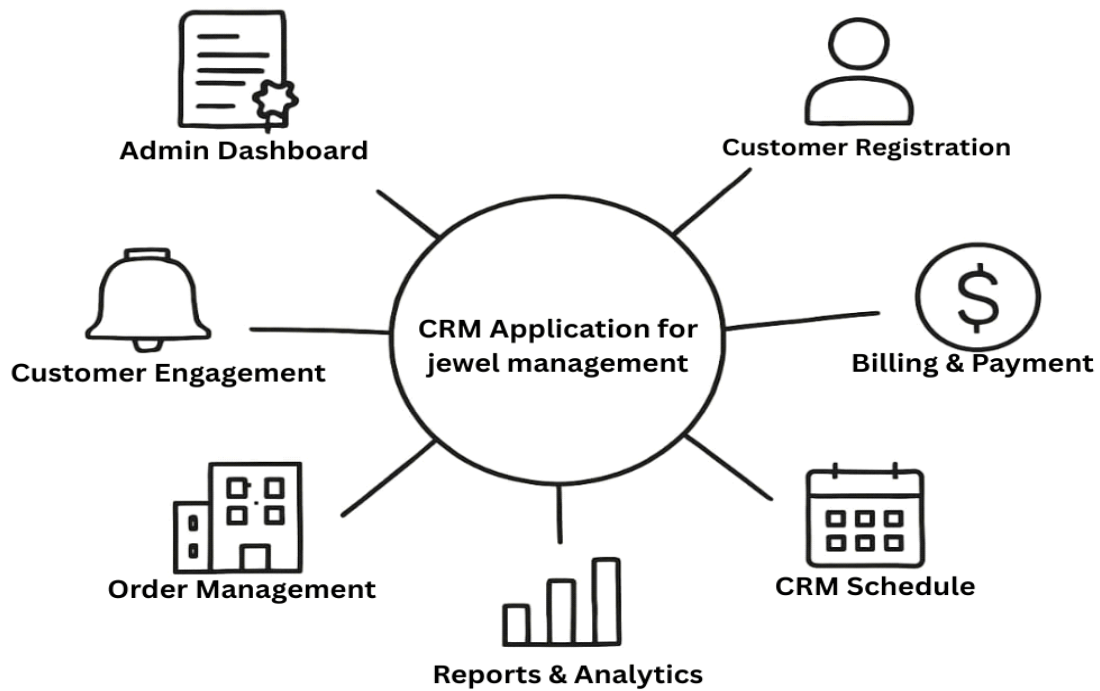 Admin Dashboard
Customer Registration
CRM Application for
jewel management
$
Billing & Payment
Customer Engagement
Order Management
CRM Schedule
Reports & Analytics